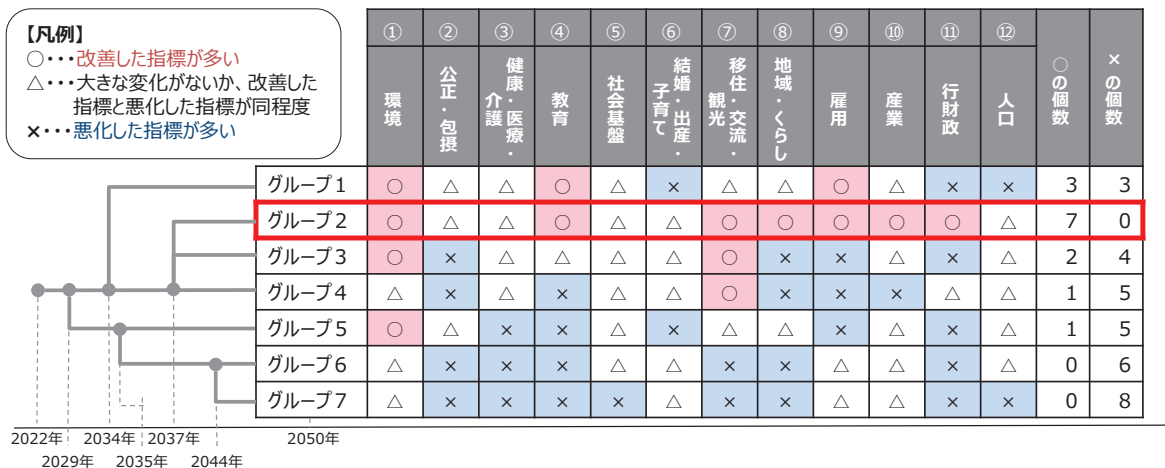 【凡例】
○・・・改善した指標が多い
△・・・大きな変化がないか、改善した
指標と悪化した指標が同程度
×・・・悪化した指標が多い
① ② ③ ④ ⑤ ⑥ ⑦ ⑧ ⑨ ⑩ ⑪ ⑫
環境
公正・包摂
健康・医療・
介護
教育
社会基盤
結婚・出産・
子育て
移住・交流・
観光
地域・くらし
雇用
産業
行財政
人口
○の個数
×の個数
グループ1 ○ △ △ ○ △ × △ △ ○ △ × × 3 3
グループ2 ○ △ △ ○ △ △ ○ ○ ○ ○ ○ △ 7 0
グループ3 ○ × △ △ △ △ ○ × × △ × △ 2 4
グループ4 △ × △ × △ △ ○ × × × △ △ 1 5
グループ5 ○ △ × × △ × △ △ × △ × △ 1 5
グループ6 △ × × × △ △ × × △ △ × △ 0 6
グループ7 △ × × × × △ × × △ △ × × 0 8
2022年 2034年 2037年 2050年
2029年 2035年 2044年